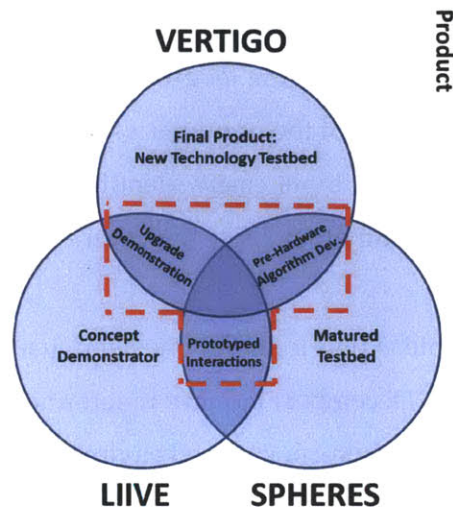 VERTIGO
Product
Final Product:
New Technology Testbed
Upgrade
Demonstration
Pre-Hardware
Algorithm Dev.
Concept
Demonstrator
Prototyped
Interactions
Matured
Testbed
LIIVE
SPHERES